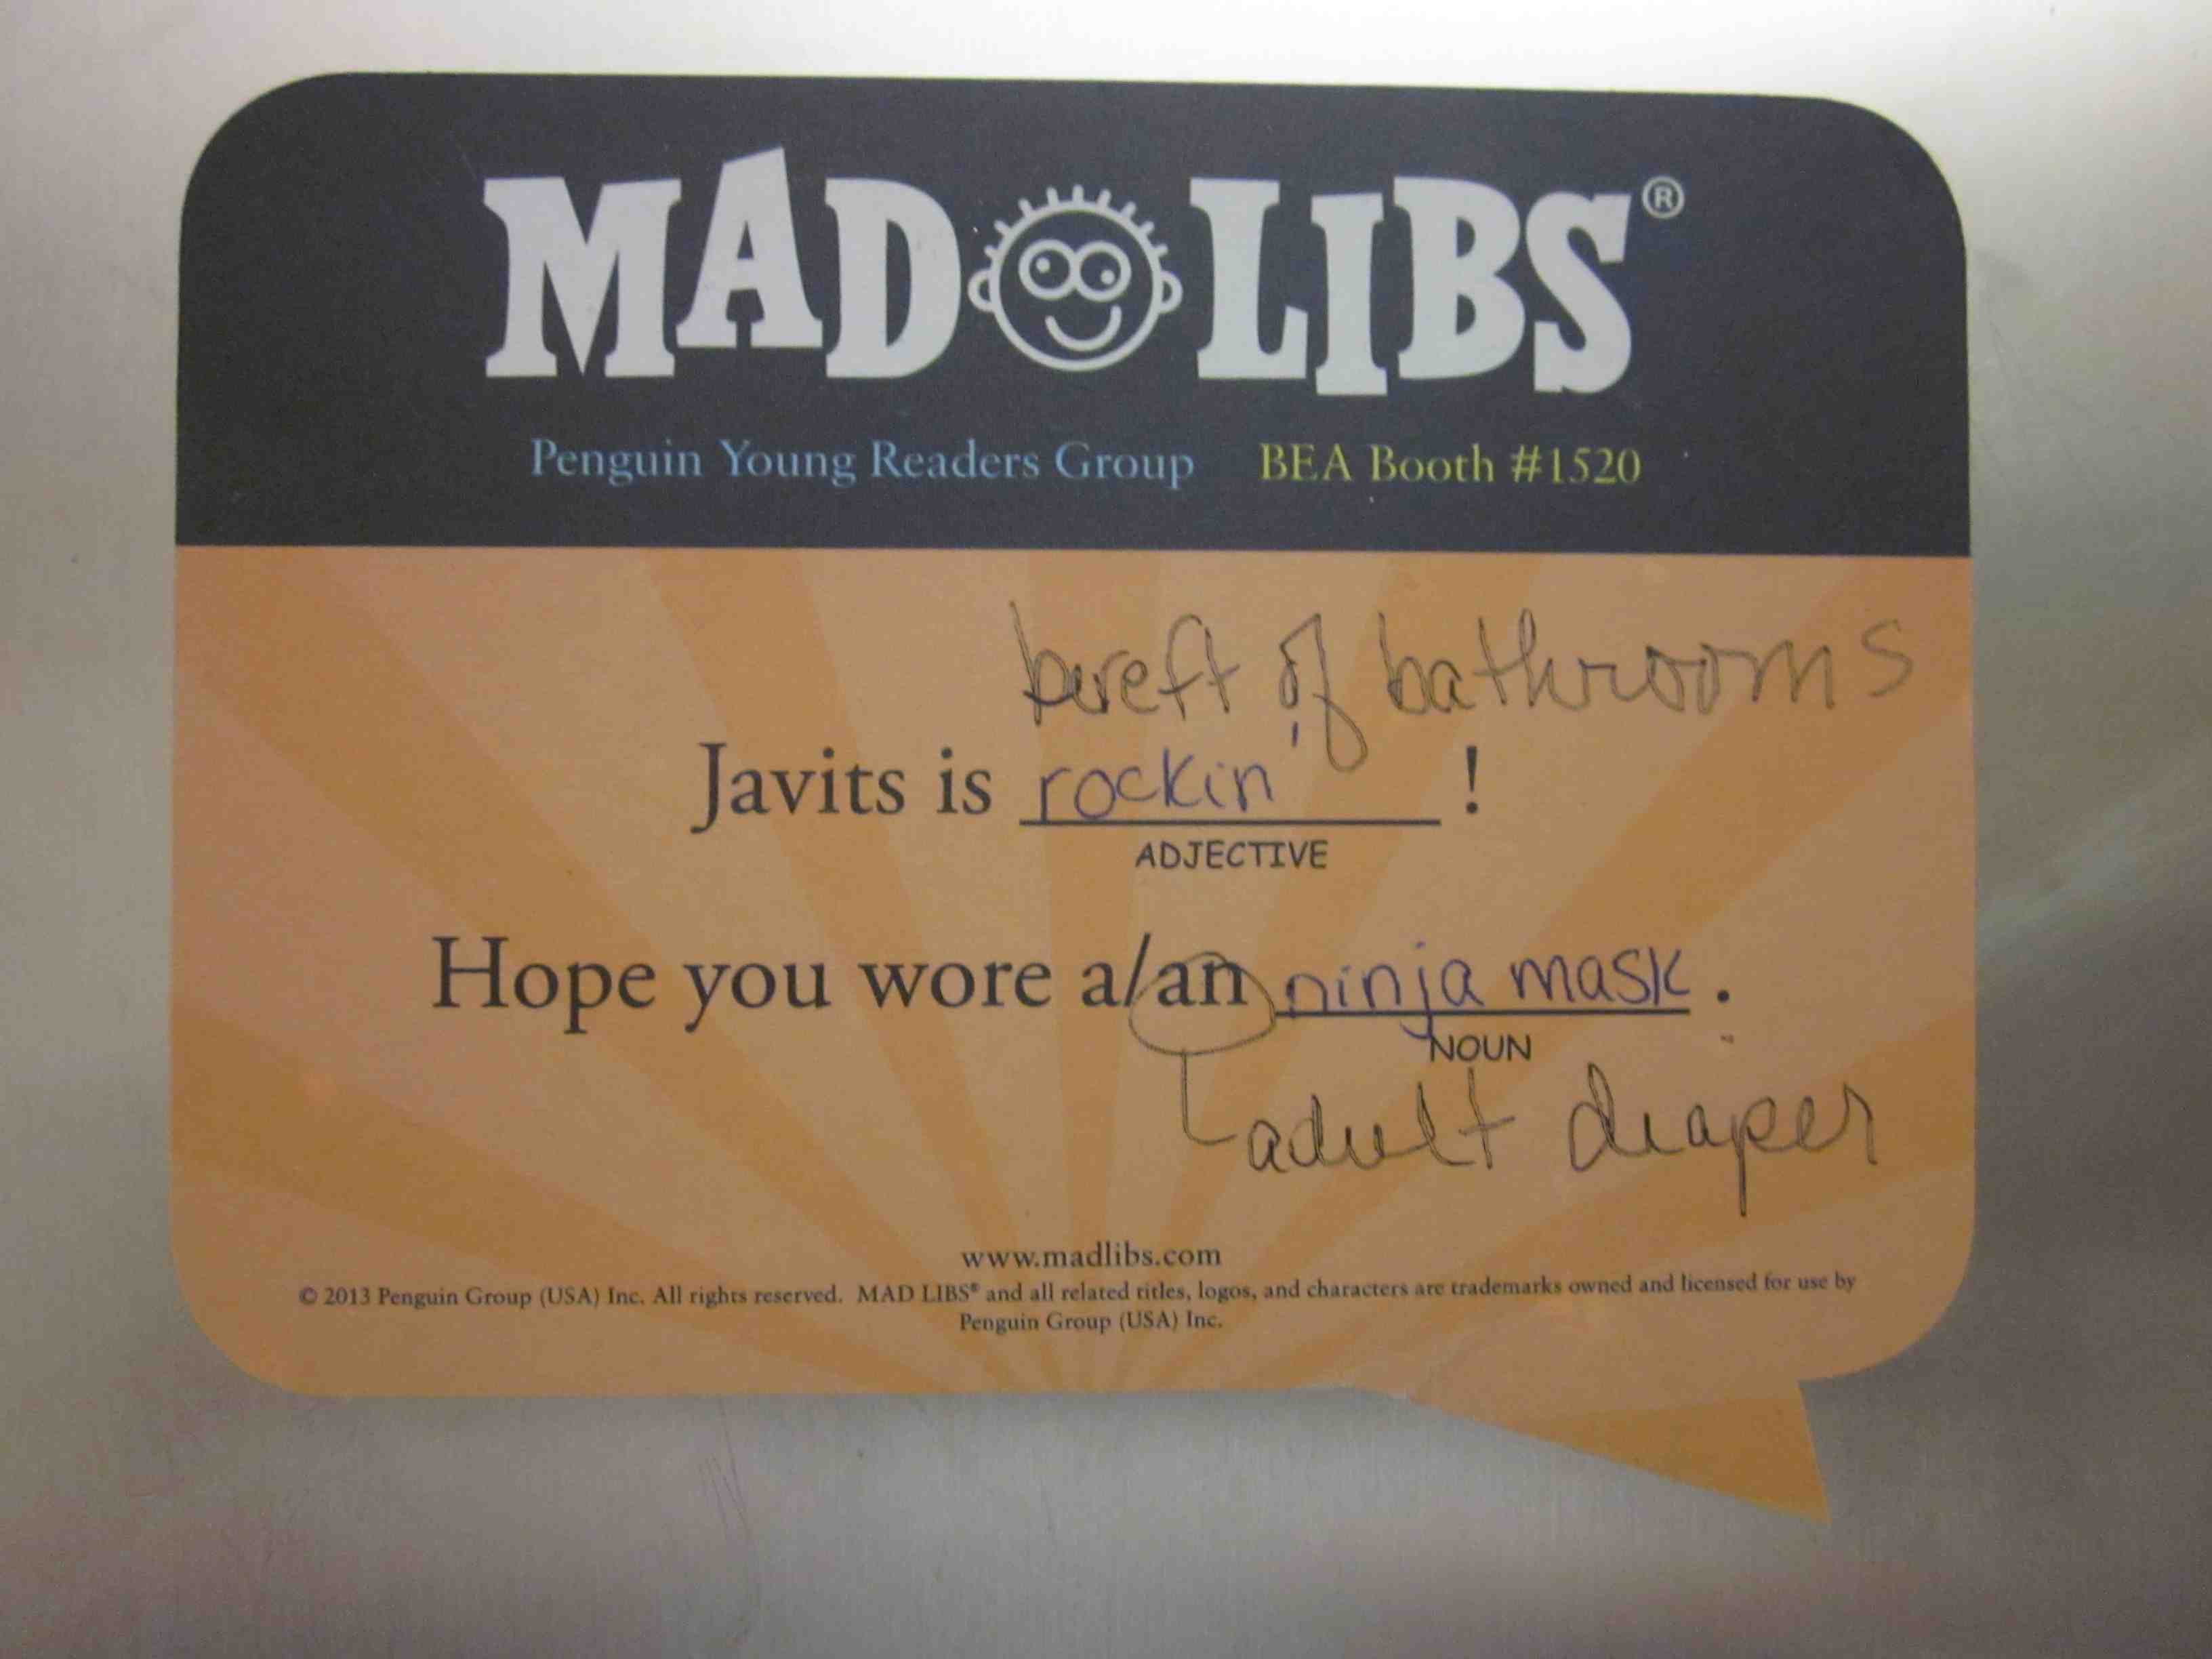 MAD LIBS®
Penguin Young Readers Group BEA Booth #1520
bereft of bathrooms
Javits is rockin' !
ADJECTIVE
Hope you wore a/an ninja mask.
NOUN
adult diaper
www.madlibs.com
© 2013 Penguin Group (USA) Inc. All rights reserved. MAD LIBS® and all related titles, logos, and characters are trademarks owned and licensed for use by
Penguin Group (USA) Inc.